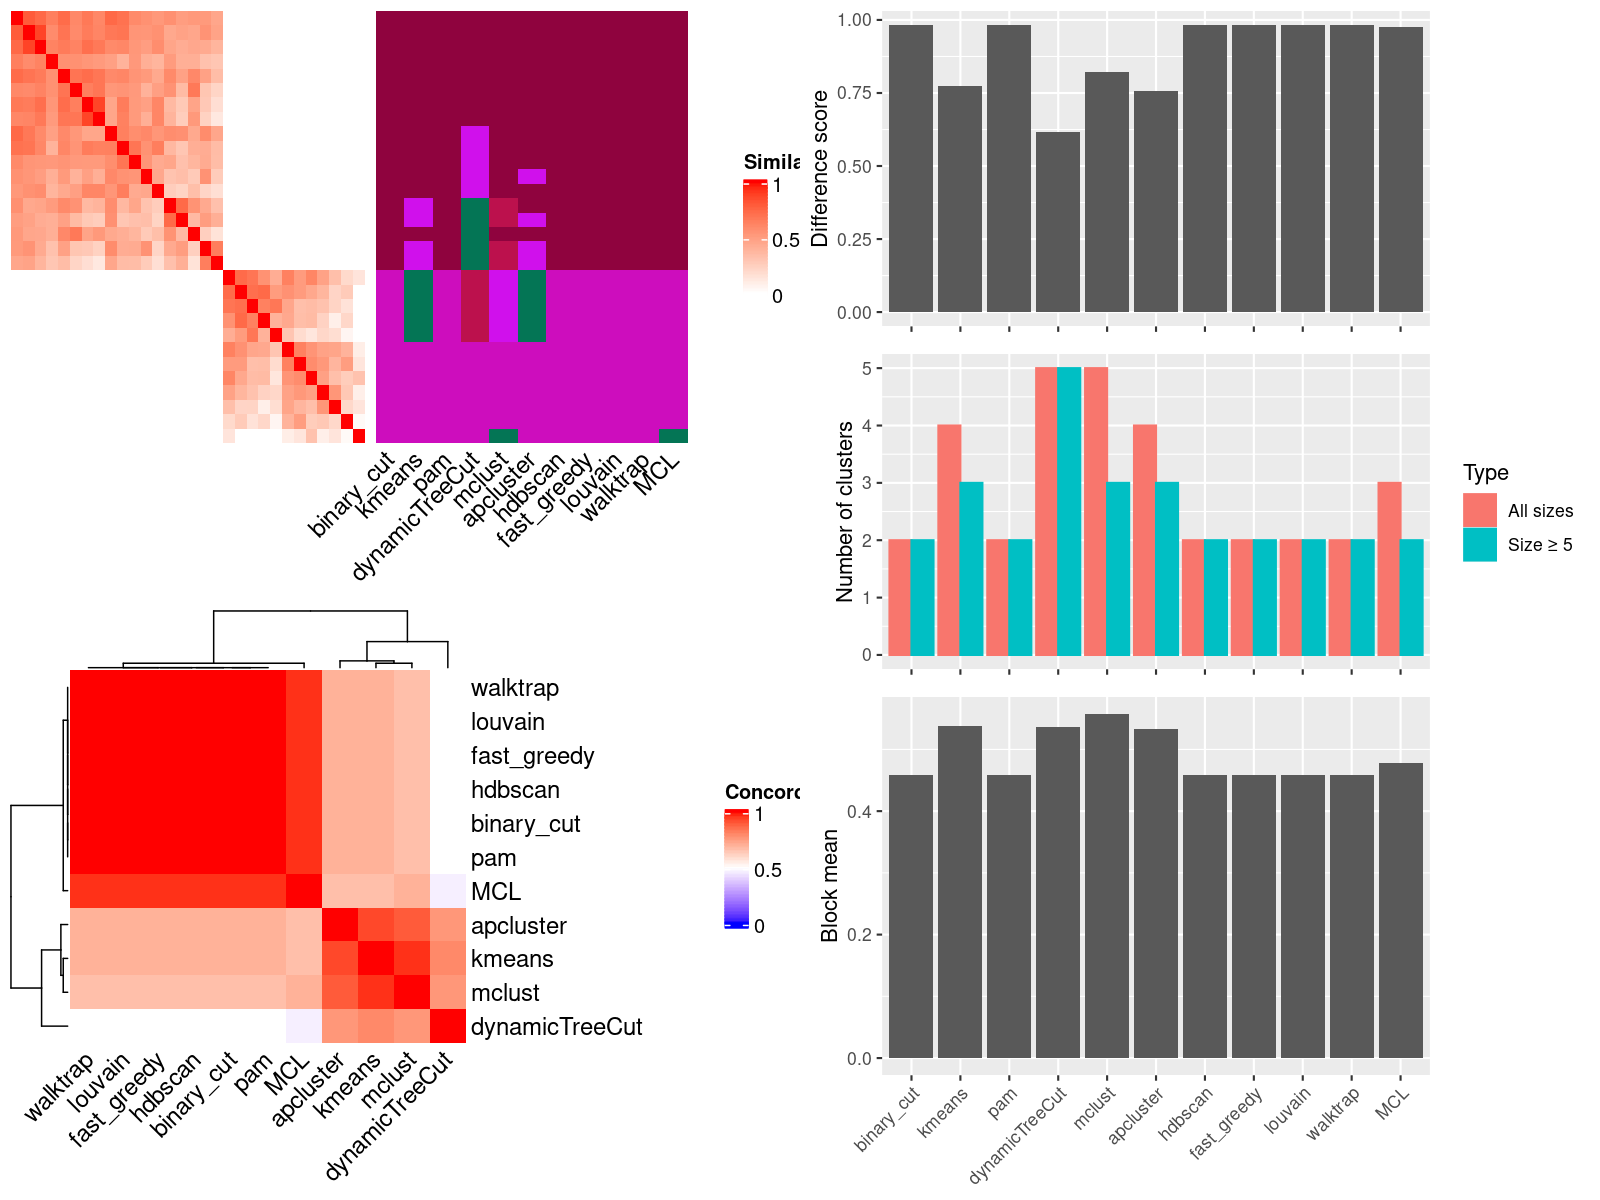 Simila
1
0.5
0
binary_cut
kmeans
pam
dynamicTreeCut
mclust
apcluster
hdbscan
fast_greedy
louvain
walktrap
MCL
walktrap
louvain
fast_greedy
hdbscan
binary_cut
pam
MCL
apcluster
kmeans
mclust
dynamicTreeCut
walktrap
louvain
fast_greedy
hdbscan
binary_cut
pam
MCL
apcluster
kmeans
mclust
dynamicTreeCut
Concord
1
0.5
0
Difference score
1.00
0.75
0.50
0.25
0.00
Number of clusters
5
4
3
2
1
0
Type
All sizes
Size ≥ 5
Block mean
0.4
0.2
0.0
binary_cut
kmeans
pam
dynamicTreeCut
mclust
apcluster
hdbscan
fast_greedy
louvain
walktrap
MCL